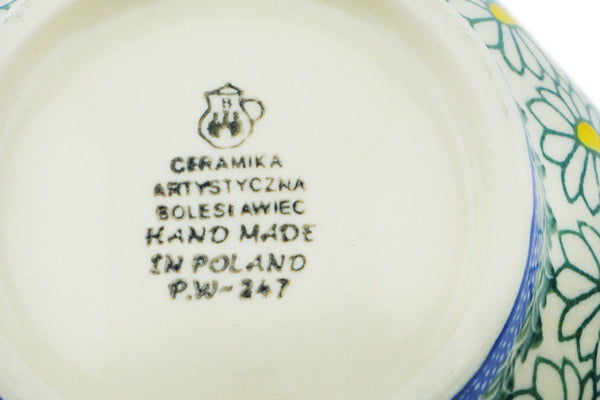 B
CERAMIKA
ARTYSTYCZNA
BOLESŁAWIEC
HAND MADE
IN POLAND
P.W-247